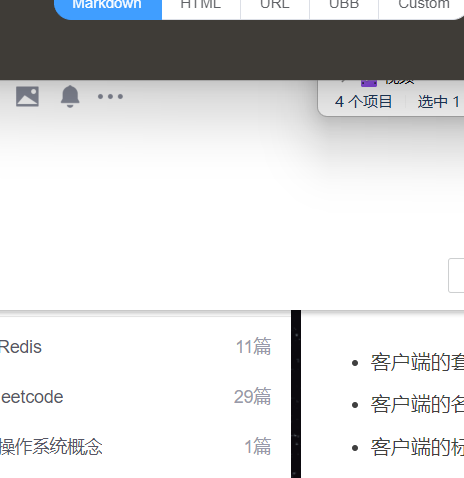 Markdown HTML URL UBB Custom
视频
4 个项目 选中 1
Redis 11篇
eetcode 29篇
操作系统概念 1篇
客户端的套
客户端的名
客户端的标